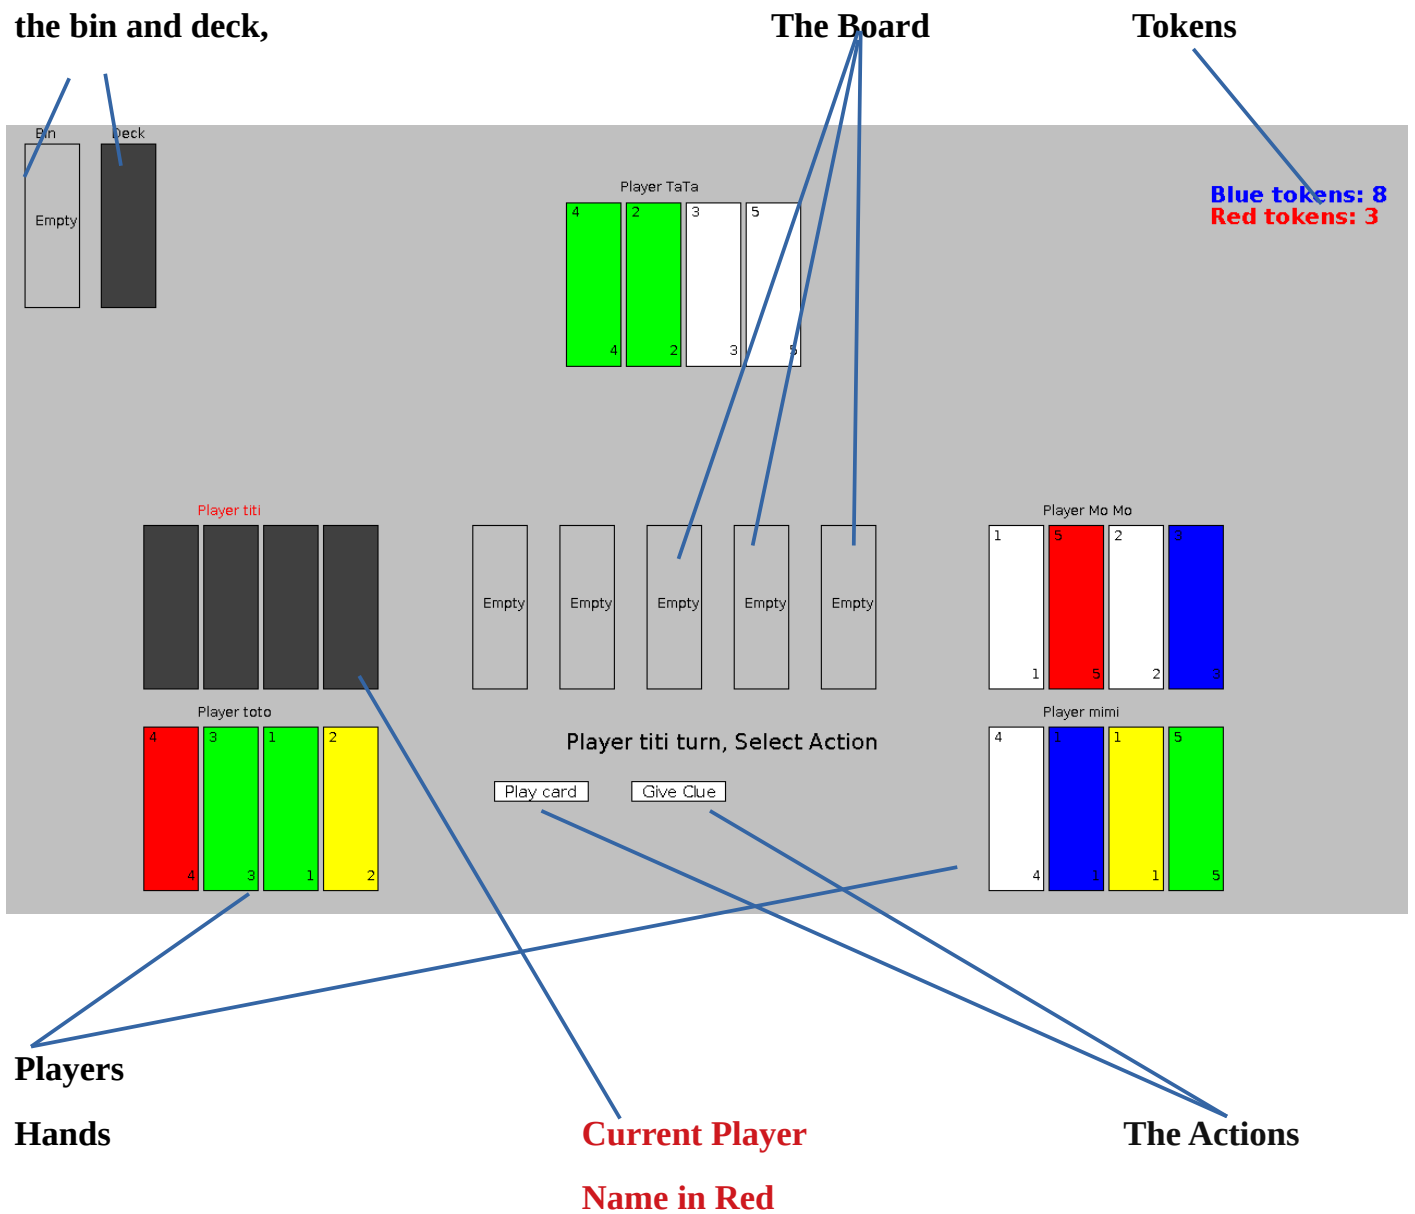 the bin and deck,
The Board
Tokens
Bin
Deck
Empty
Player TaTa
4 2 3 5
4 2 3 5
Blue tokens: 8
Red tokens: 3
Player titi
Empty Empty Empty Empty Empty
Player Mo Mo
1 5 2 3
1 5 2 3
Player toto
4 3 1 2
4 3 1 2
Player titi turn, Select Action
Play card
Give Clue
Player mimi
4 1 1 5
4 1 1 5
Players
Hands
Current Player
Name in Red
The Actions